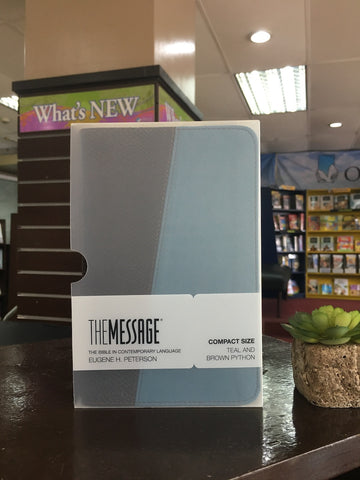 What's NEW
THEMESSAGE®
THE BIBLE IN CONTEMPORARY LANGUAGE
EUGENE H. PETERSON
COMPACT SIZE
TEAL AND
BROWN PYTHON